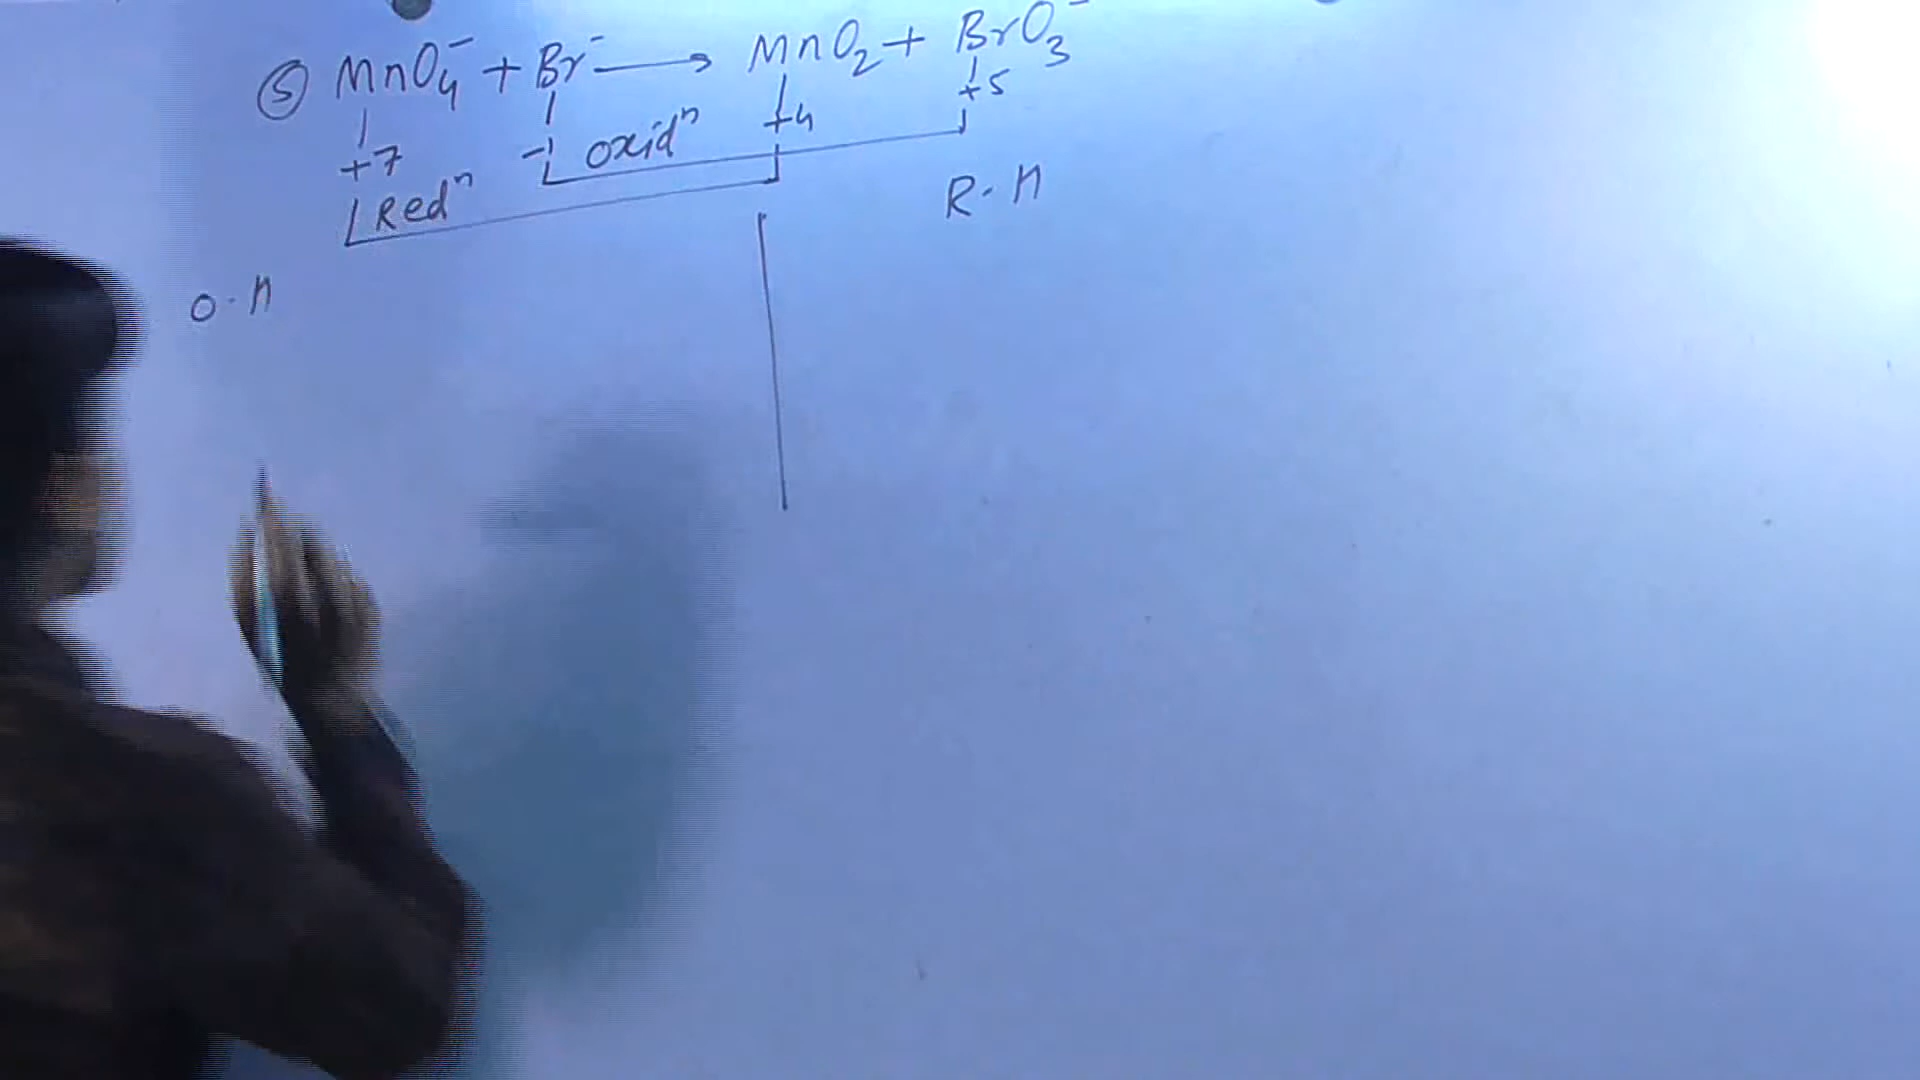 ⑤ MnO₄⁻ + Br⁻ ⟶ MnO₂ + BrO₃⁻
+7 -1 +4 +5
oxidⁿ
Redⁿ
R.H
O.H